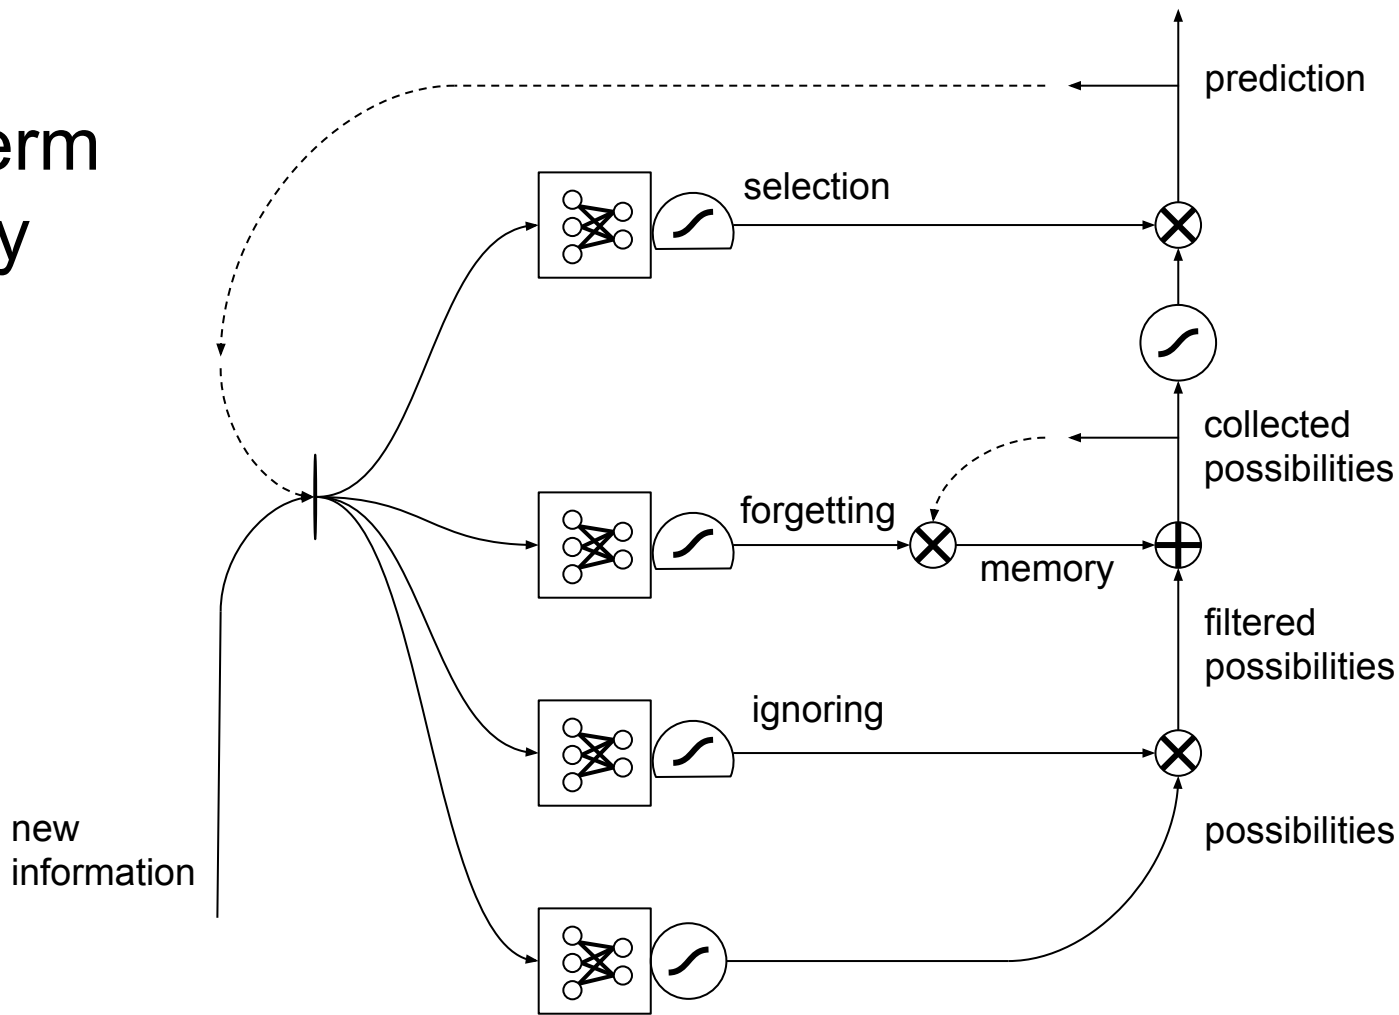 prediction
erm
selection
y
collected
possibilities
forgetting
memory
filtered
possibilities
ignoring
new
information
possibilities